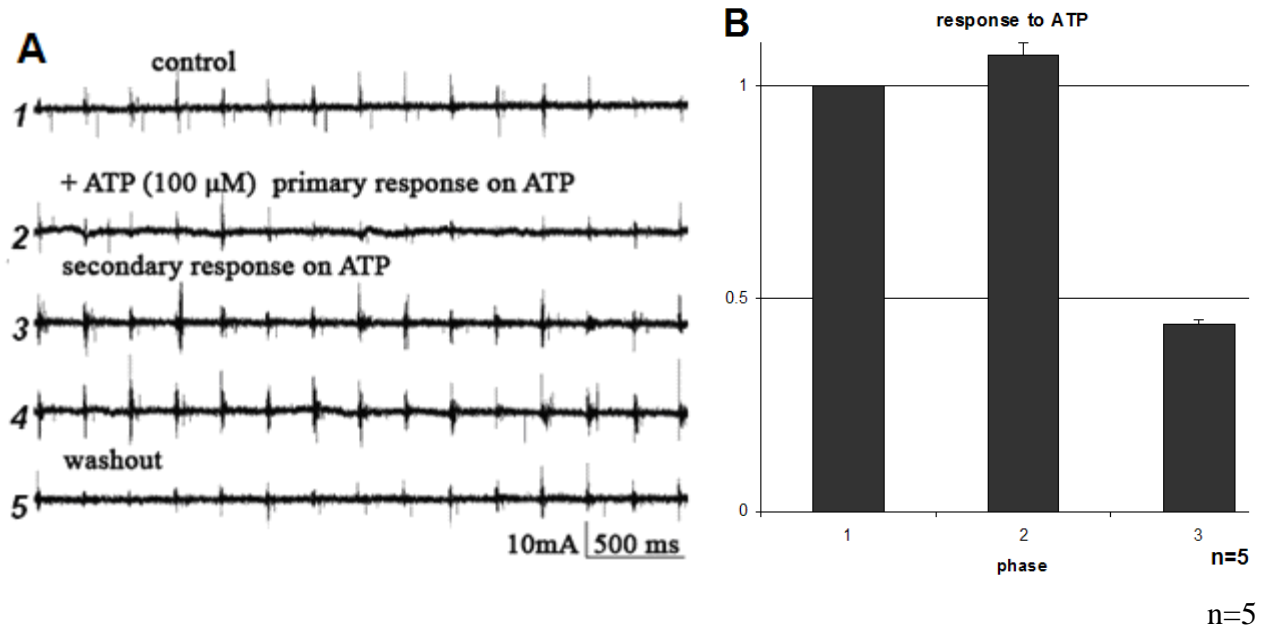 A
control
1
+ ATP (100 μM) primary response on ATP
2
secondary response on ATP
3
4
washout
5
10mA 500 ms
B
response to ATP
1
0.5
0
1 2 3
phase
n=5
n=5